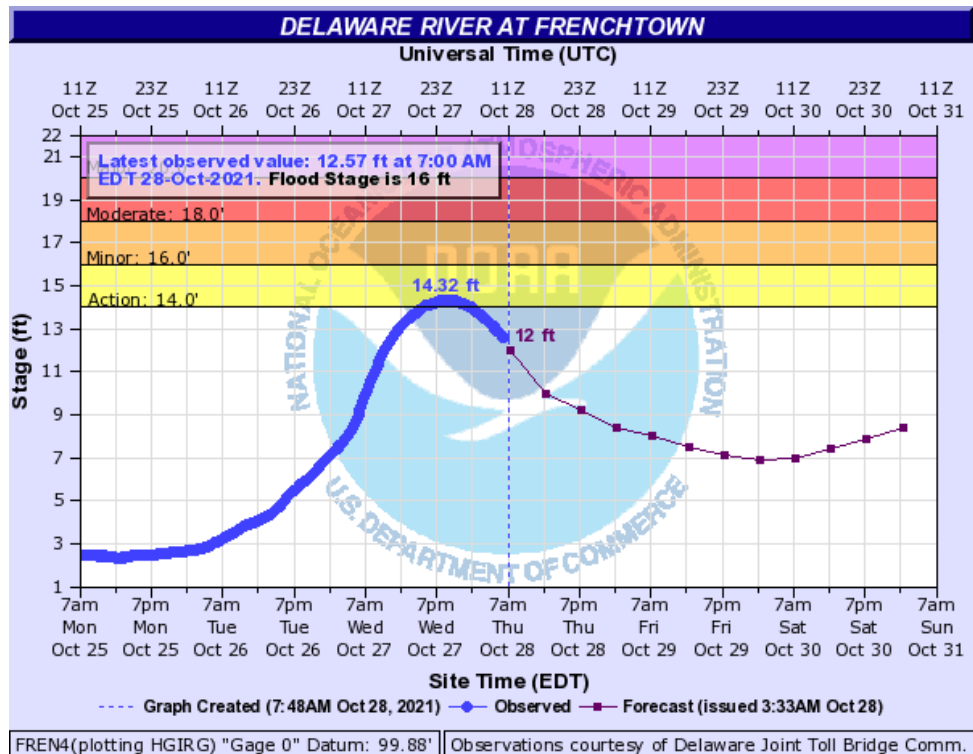 DELAWARE RIVER AT FRENCHTOWN
Universal Time (UTC)
11Z 23Z 11Z 23Z 11Z 23Z 11Z 23Z 11Z 23Z 11Z 23Z 11Z
Oct 25 Oct 25 Oct 26 Oct 26 Oct 27 Oct 27 Oct 28 Oct 28 Oct 29 Oct 29 Oct 30 Oct 30 Oct 31
22
21
Latest observed value: 12.57 ft at 7:00 AM
EDT 28-Oct-2021. Flood Stage is 16 ft
19
Moderate: 18.0'
17
Minor: 16.0'
15
14.32 ft
Action: 14.0'
13
12 ft
11
9
7
5
3
1
Stage (ft)
NOAA
NATIONAL OCEANIC AND ATMOSPHERIC ADMINISTRATION
U.S. DEPARTMENT OF COMMERCE
7am 7pm 7am 7pm 7am 7pm 7am 7pm 7am 7pm 7am 7pm 7am
Mon Mon Tue Tue Wed Wed Thu Thu Fri Fri Sat Sat Sun
Oct 25 Oct 25 Oct 26 Oct 26 Oct 27 Oct 27 Oct 28 Oct 28 Oct 29 Oct 29 Oct 30 Oct 30 Oct 31
Site Time (EDT)
Graph Created (7:48AM Oct 28, 2021) Observed Forecast (issued 3:33AM Oct 28)
FREN4(plotting HGIRG) "Gage 0" Datum: 99.88' Observations courtesy of Delaware Joint Toll Bridge Comm.